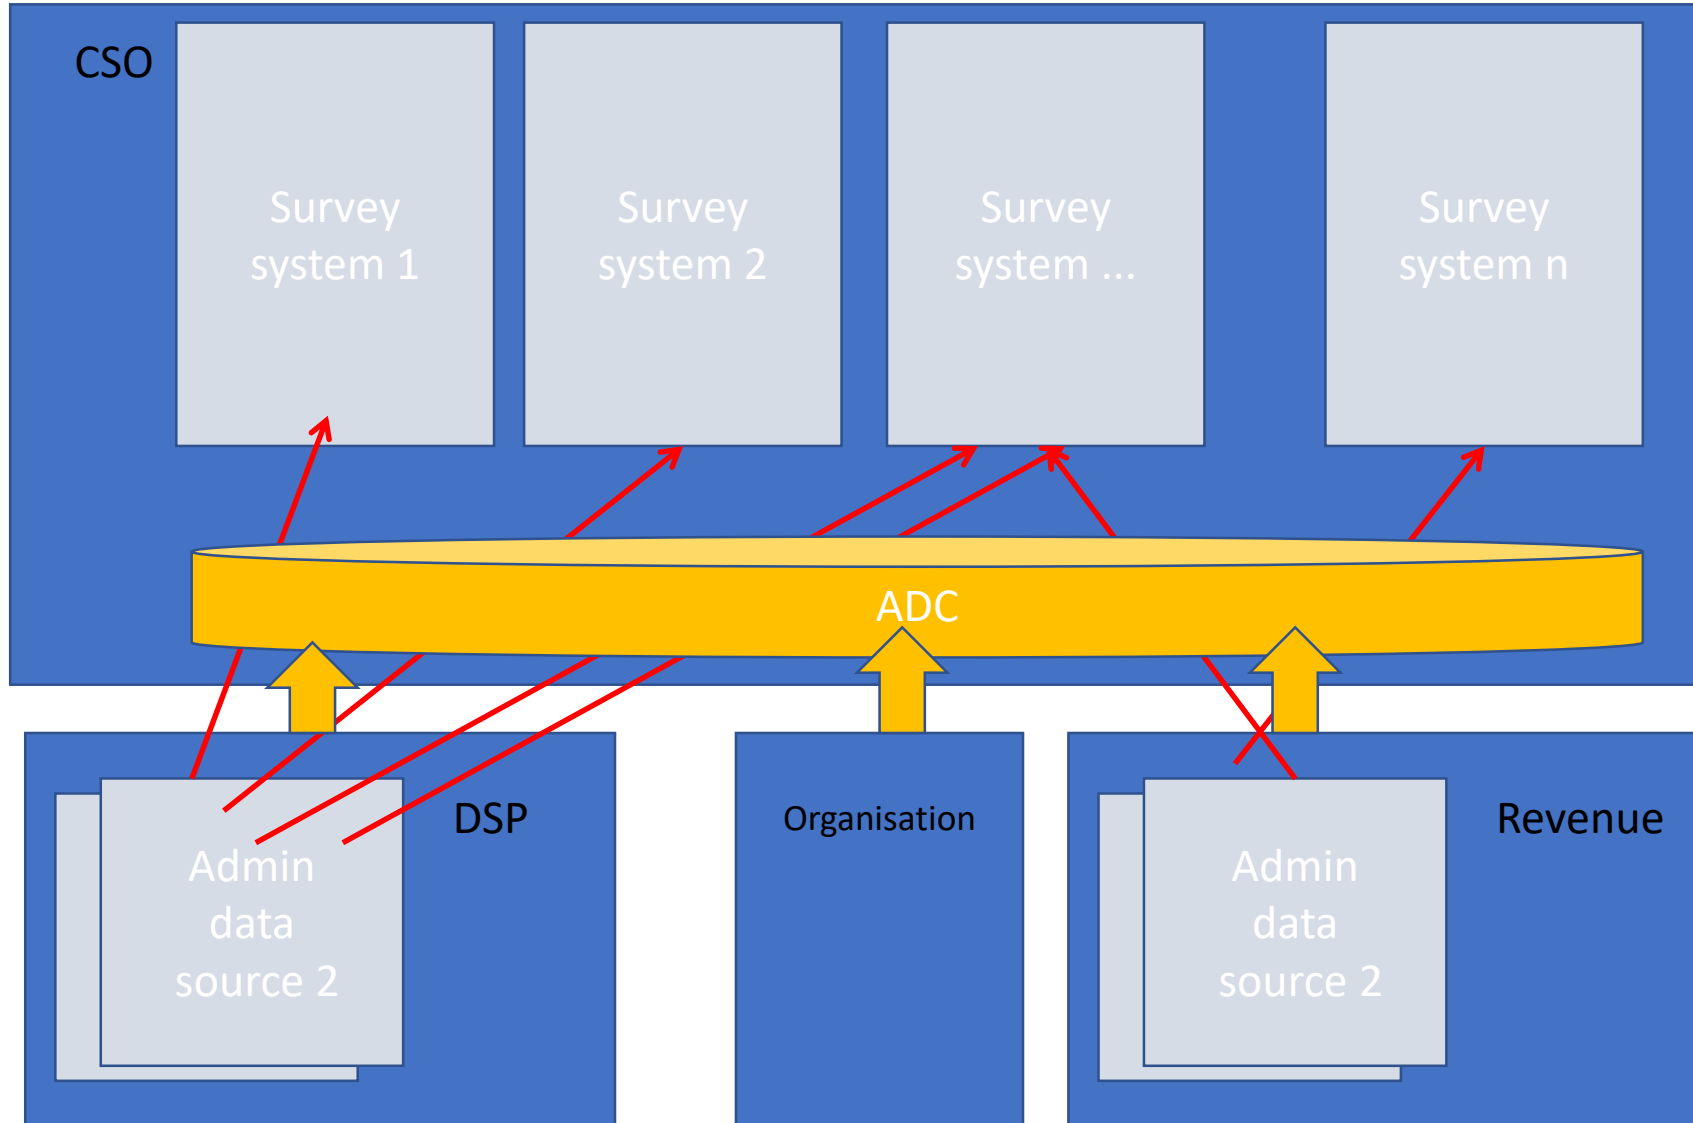 CSO
Survey
system 1
Survey
system 2
Survey
system ...
Survey
system n
ADC
DSP
Admin
data
source 2
Organisation
Revenue
Admin
data
source 2